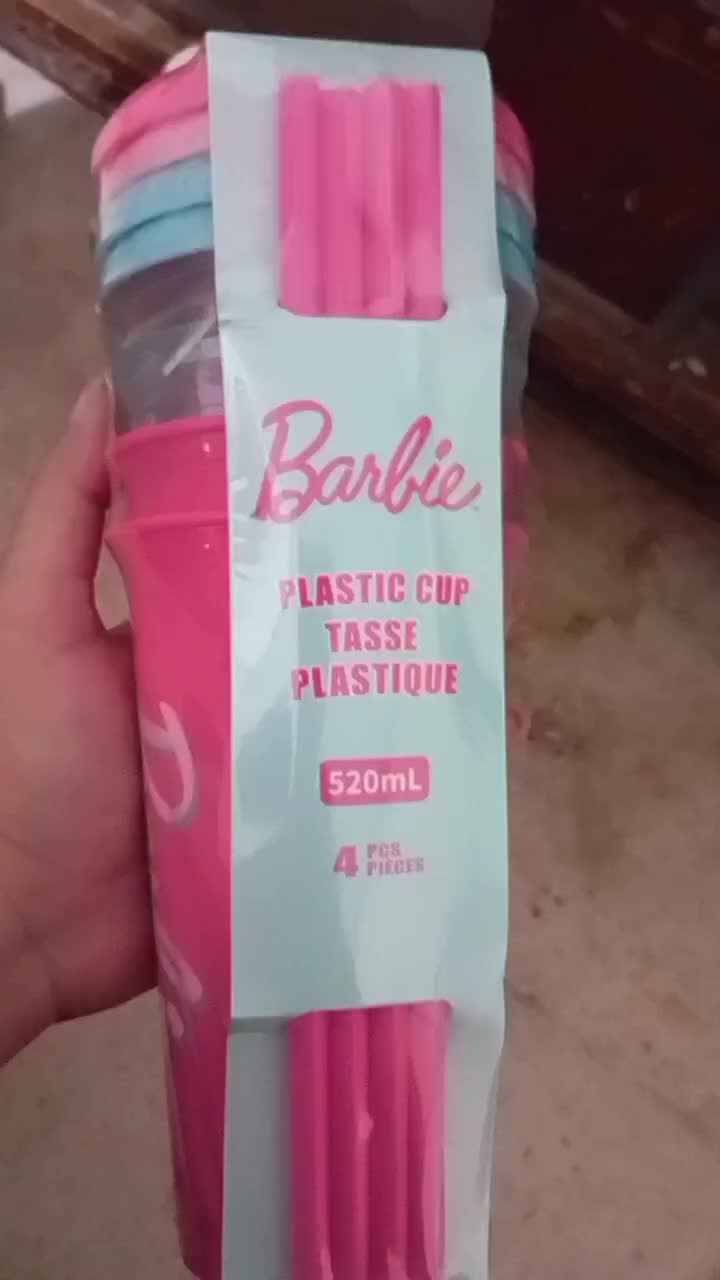 Barbie
PLASTIC CUP
TASSE
PLASTIQUE
520mL
4 PCS
PIÈCES